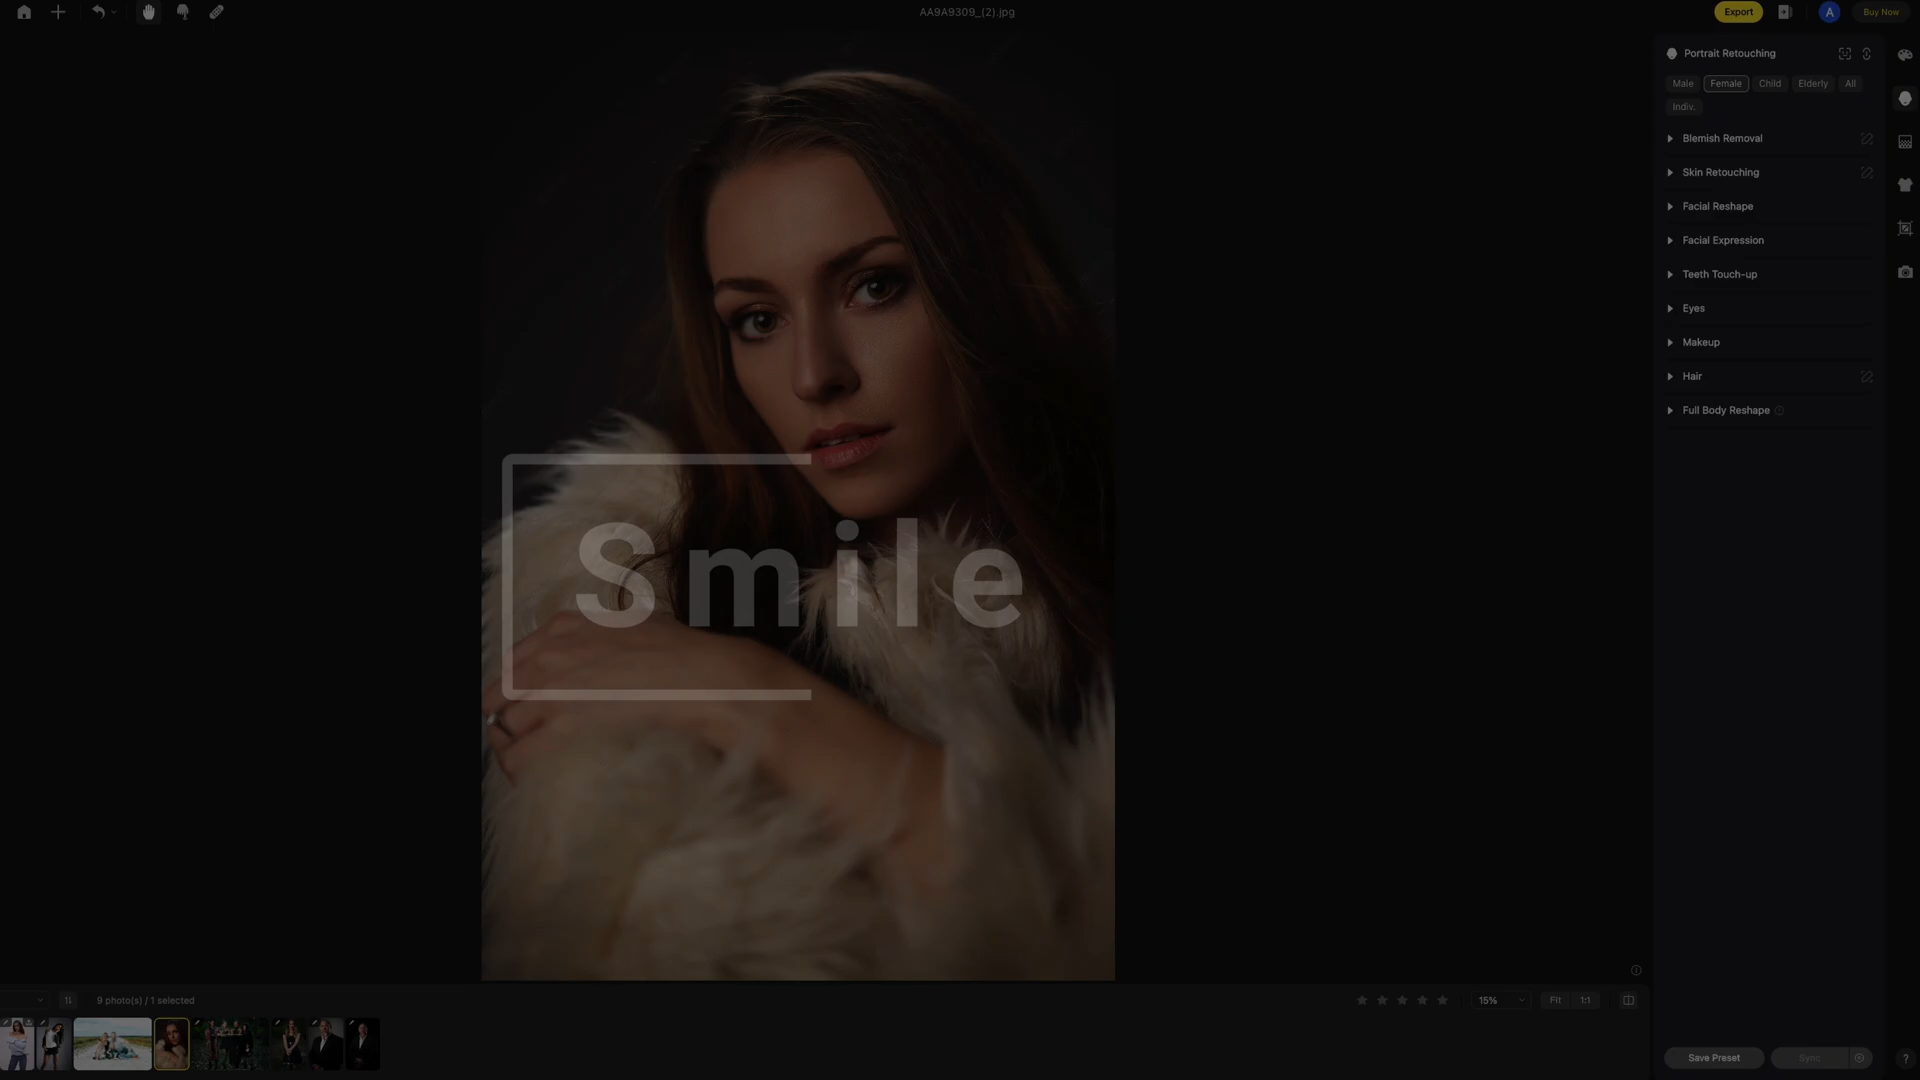 AA9A9309_(2).jpg
Export
A
Buy Now
Portrait Retouching
Male Female Child Elderly All
Indiv.
Blemish Removal
Skin Retouching
Facial Reshape
Facial Expression
Teeth Touch-up
Eyes
Makeup
Hair
Full Body Reshape
Smile
9 photo(s) / 1 selected
15%
Fit
1:1
Save Preset
Sync
?